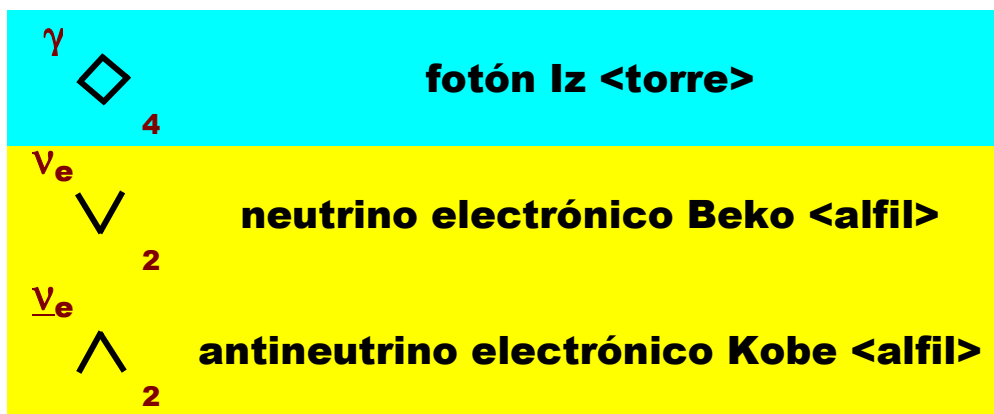 γ
fotón Iz <torre>
4
νe
neutrino electrónico Beko <alfil>
2
νe
antineutrino electrónico Kobe <alfil>
2